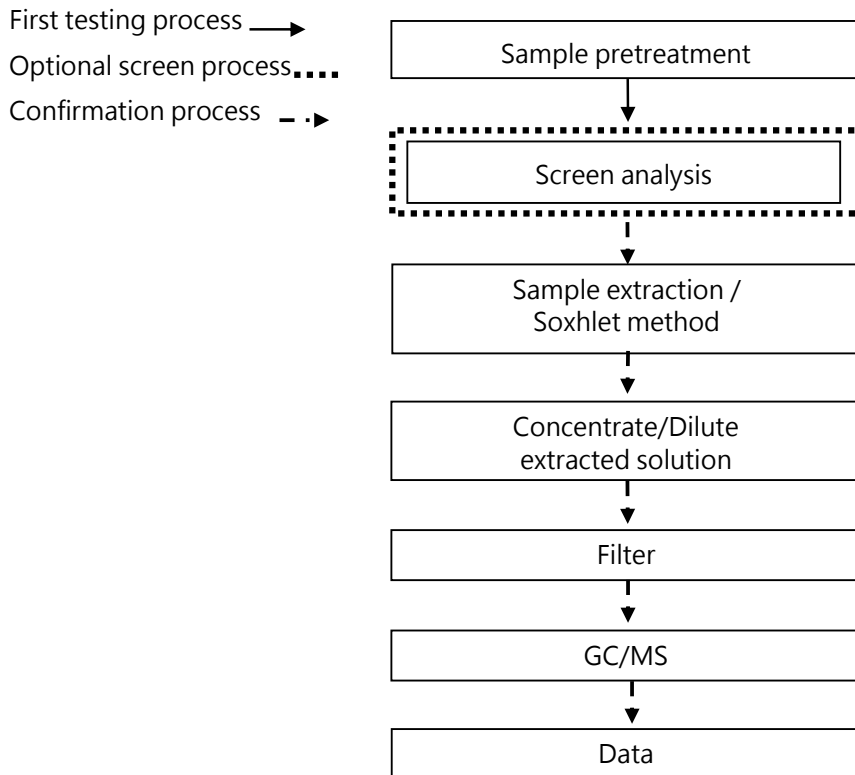 First testing process
Optional screen process
Confirmation process
Sample pretreatment
Screen analysis
Sample extraction /
Soxhlet method
Concentrate/Dilute
extracted solution
Filter
GC/MS
Data